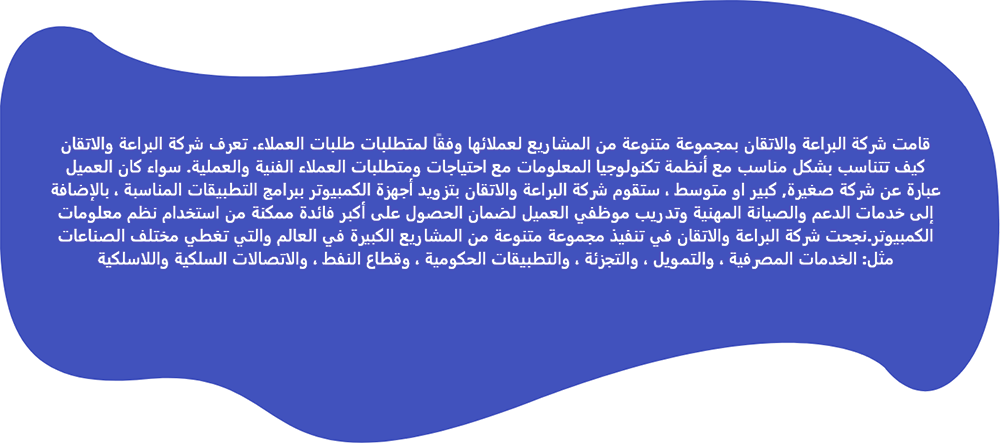 قامت شركة البراعة والاتقان بمجموعة متنوعة من المشاريع لعملائها وفقًا لمتطلبات طلبات العملاء. تعرف شركة البراعة والاتقان
كيف تتناسب بشكل مناسب مع أنظمة تكنولوجيا المعلومات مع احتياجات ومتطلبات العملاء الفنية والعملية. سواء كان العميل
عبارة عن شركة صغيرة, كبير او متوسط ، ستقوم شركة البراعة والاتقان بتزويد أجهزة الكمبيوتر ببرامج التطبيقات المناسبة ، بالإضافة
إلى خدمات الدعم والصيانة المهنية وتدريب موظفي العميل لضمان الحصول على أكبر فائدة ممكنة من استخدام نظم معلومات
الكمبيوتر.نجحت شركة البراعة والاتقان في تنفيذ مجموعة متنوعة من المشاريع الكبيرة في العالم والتي تغطي مختلف الصناعات
مثل: الخدمات المصرفية ، والتمويل ، والتجزئة ، والتطبيقات الحكومية ، وقطاع النفط ، والاتصالات السلكية واللاسلكية